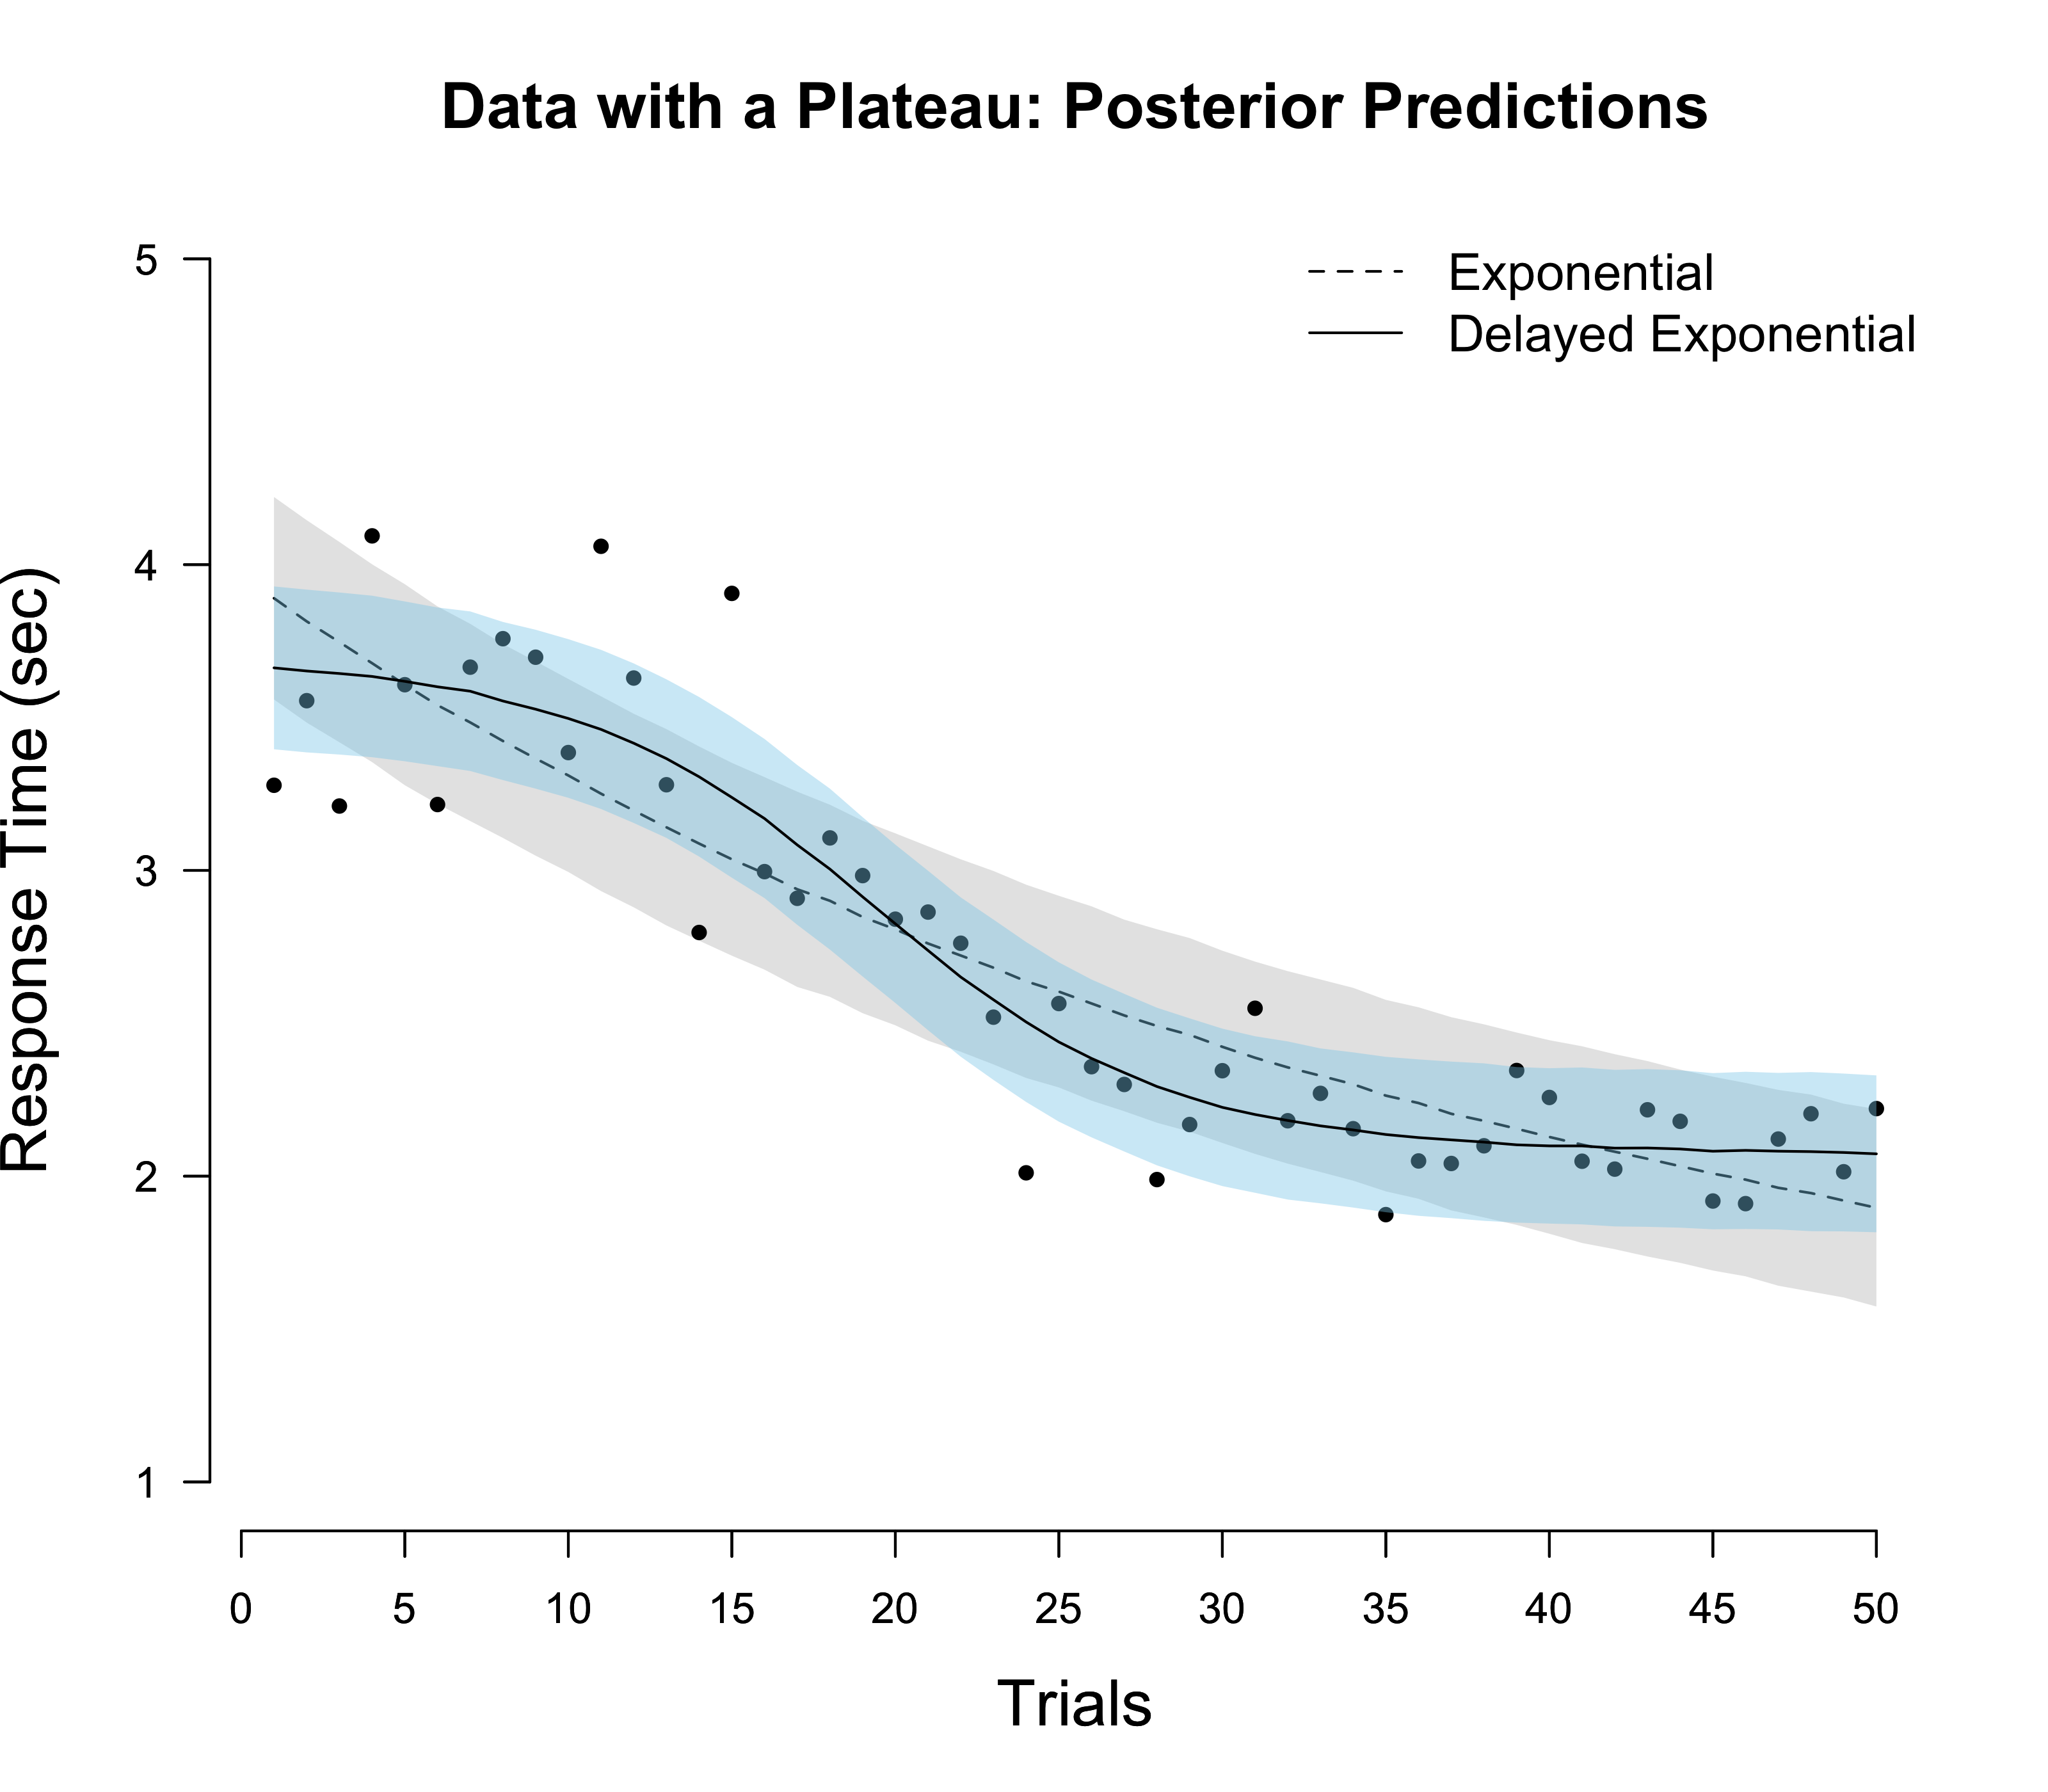 Data with a Plateau: Posterior Predictions
Exponential
Delayed Exponential
Response Time (sec)
5
4
3
2
1
0 5 10 15 20 25 30 35 40 45 50
Trials